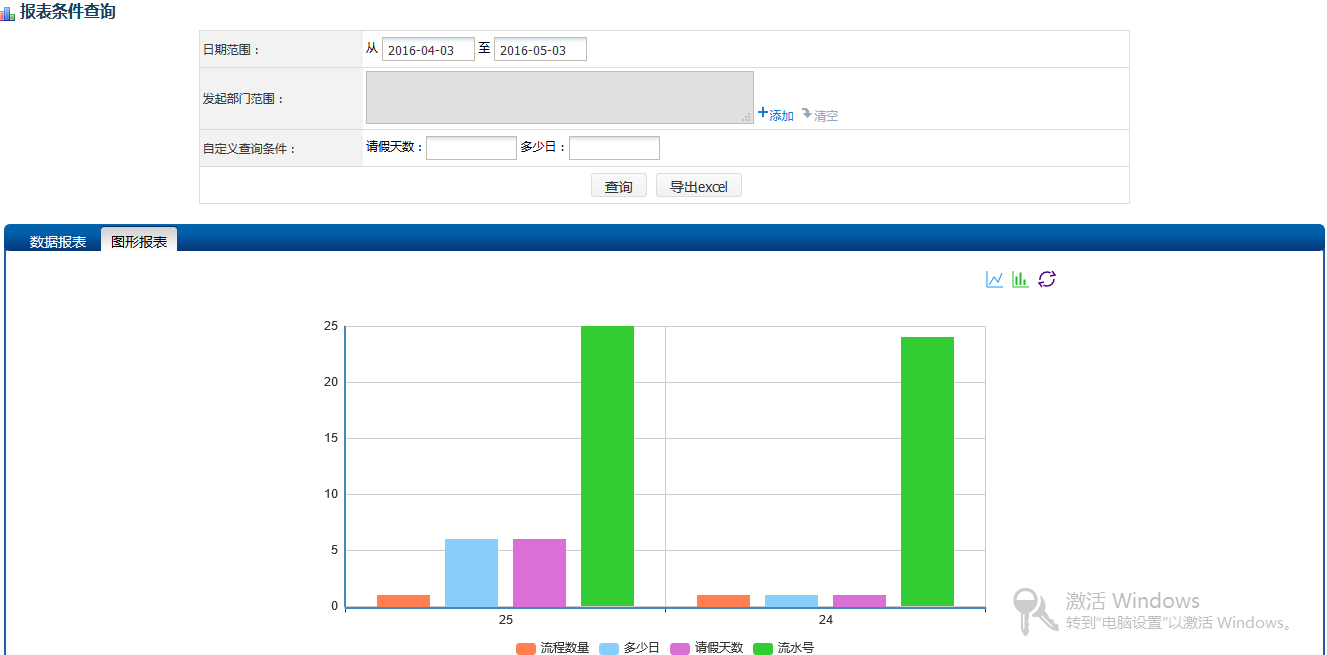 报表条件查询
日期范围： 从 2016-04-03 至 2016-05-03
发起部门范围： +添加 清空
自定义查询条件： 请假天数： 多少日：
查询 导出excel
数据报表 图形报表
25
20
15
10
5
0
25 24
流程数量 多少日 请假天数 流水号
激活 Windows
转到"电脑设置"以激活 Windows。